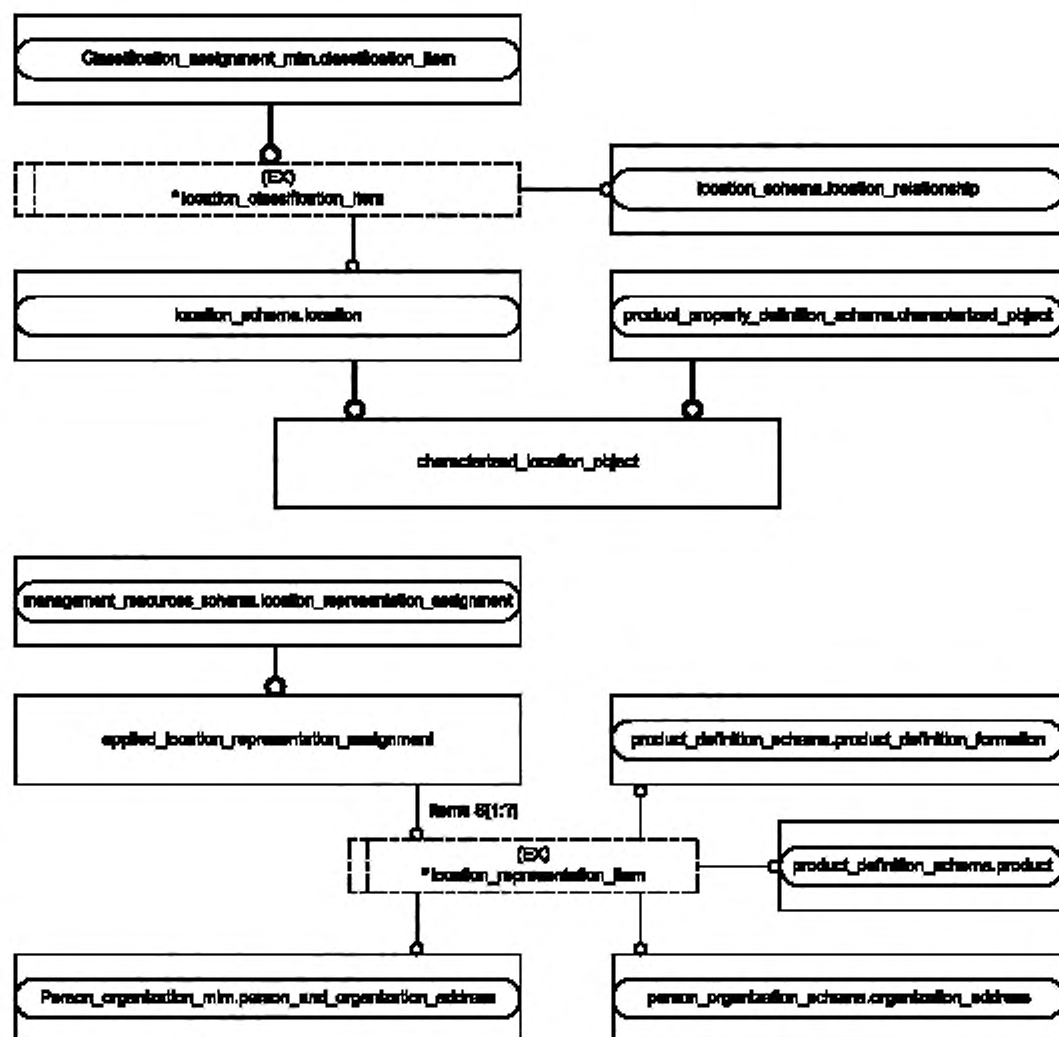 Classification_assignment_mim.classification_item
(EX)
*location_classification_item
location_schema.location_relationship
location_schema.location
product_property_definition_schema.characterized_object
characterized_location_object
management_resources_schema.location_representation_assignment
applied_location_representation_assignment
product_definition_schema.product_definition_formation
items S[1:?]
(EX)
*location_representation_item
product_definition_schema.product
Person_organization_mim.person_and_organization_address
person_organization_schema.organization_address